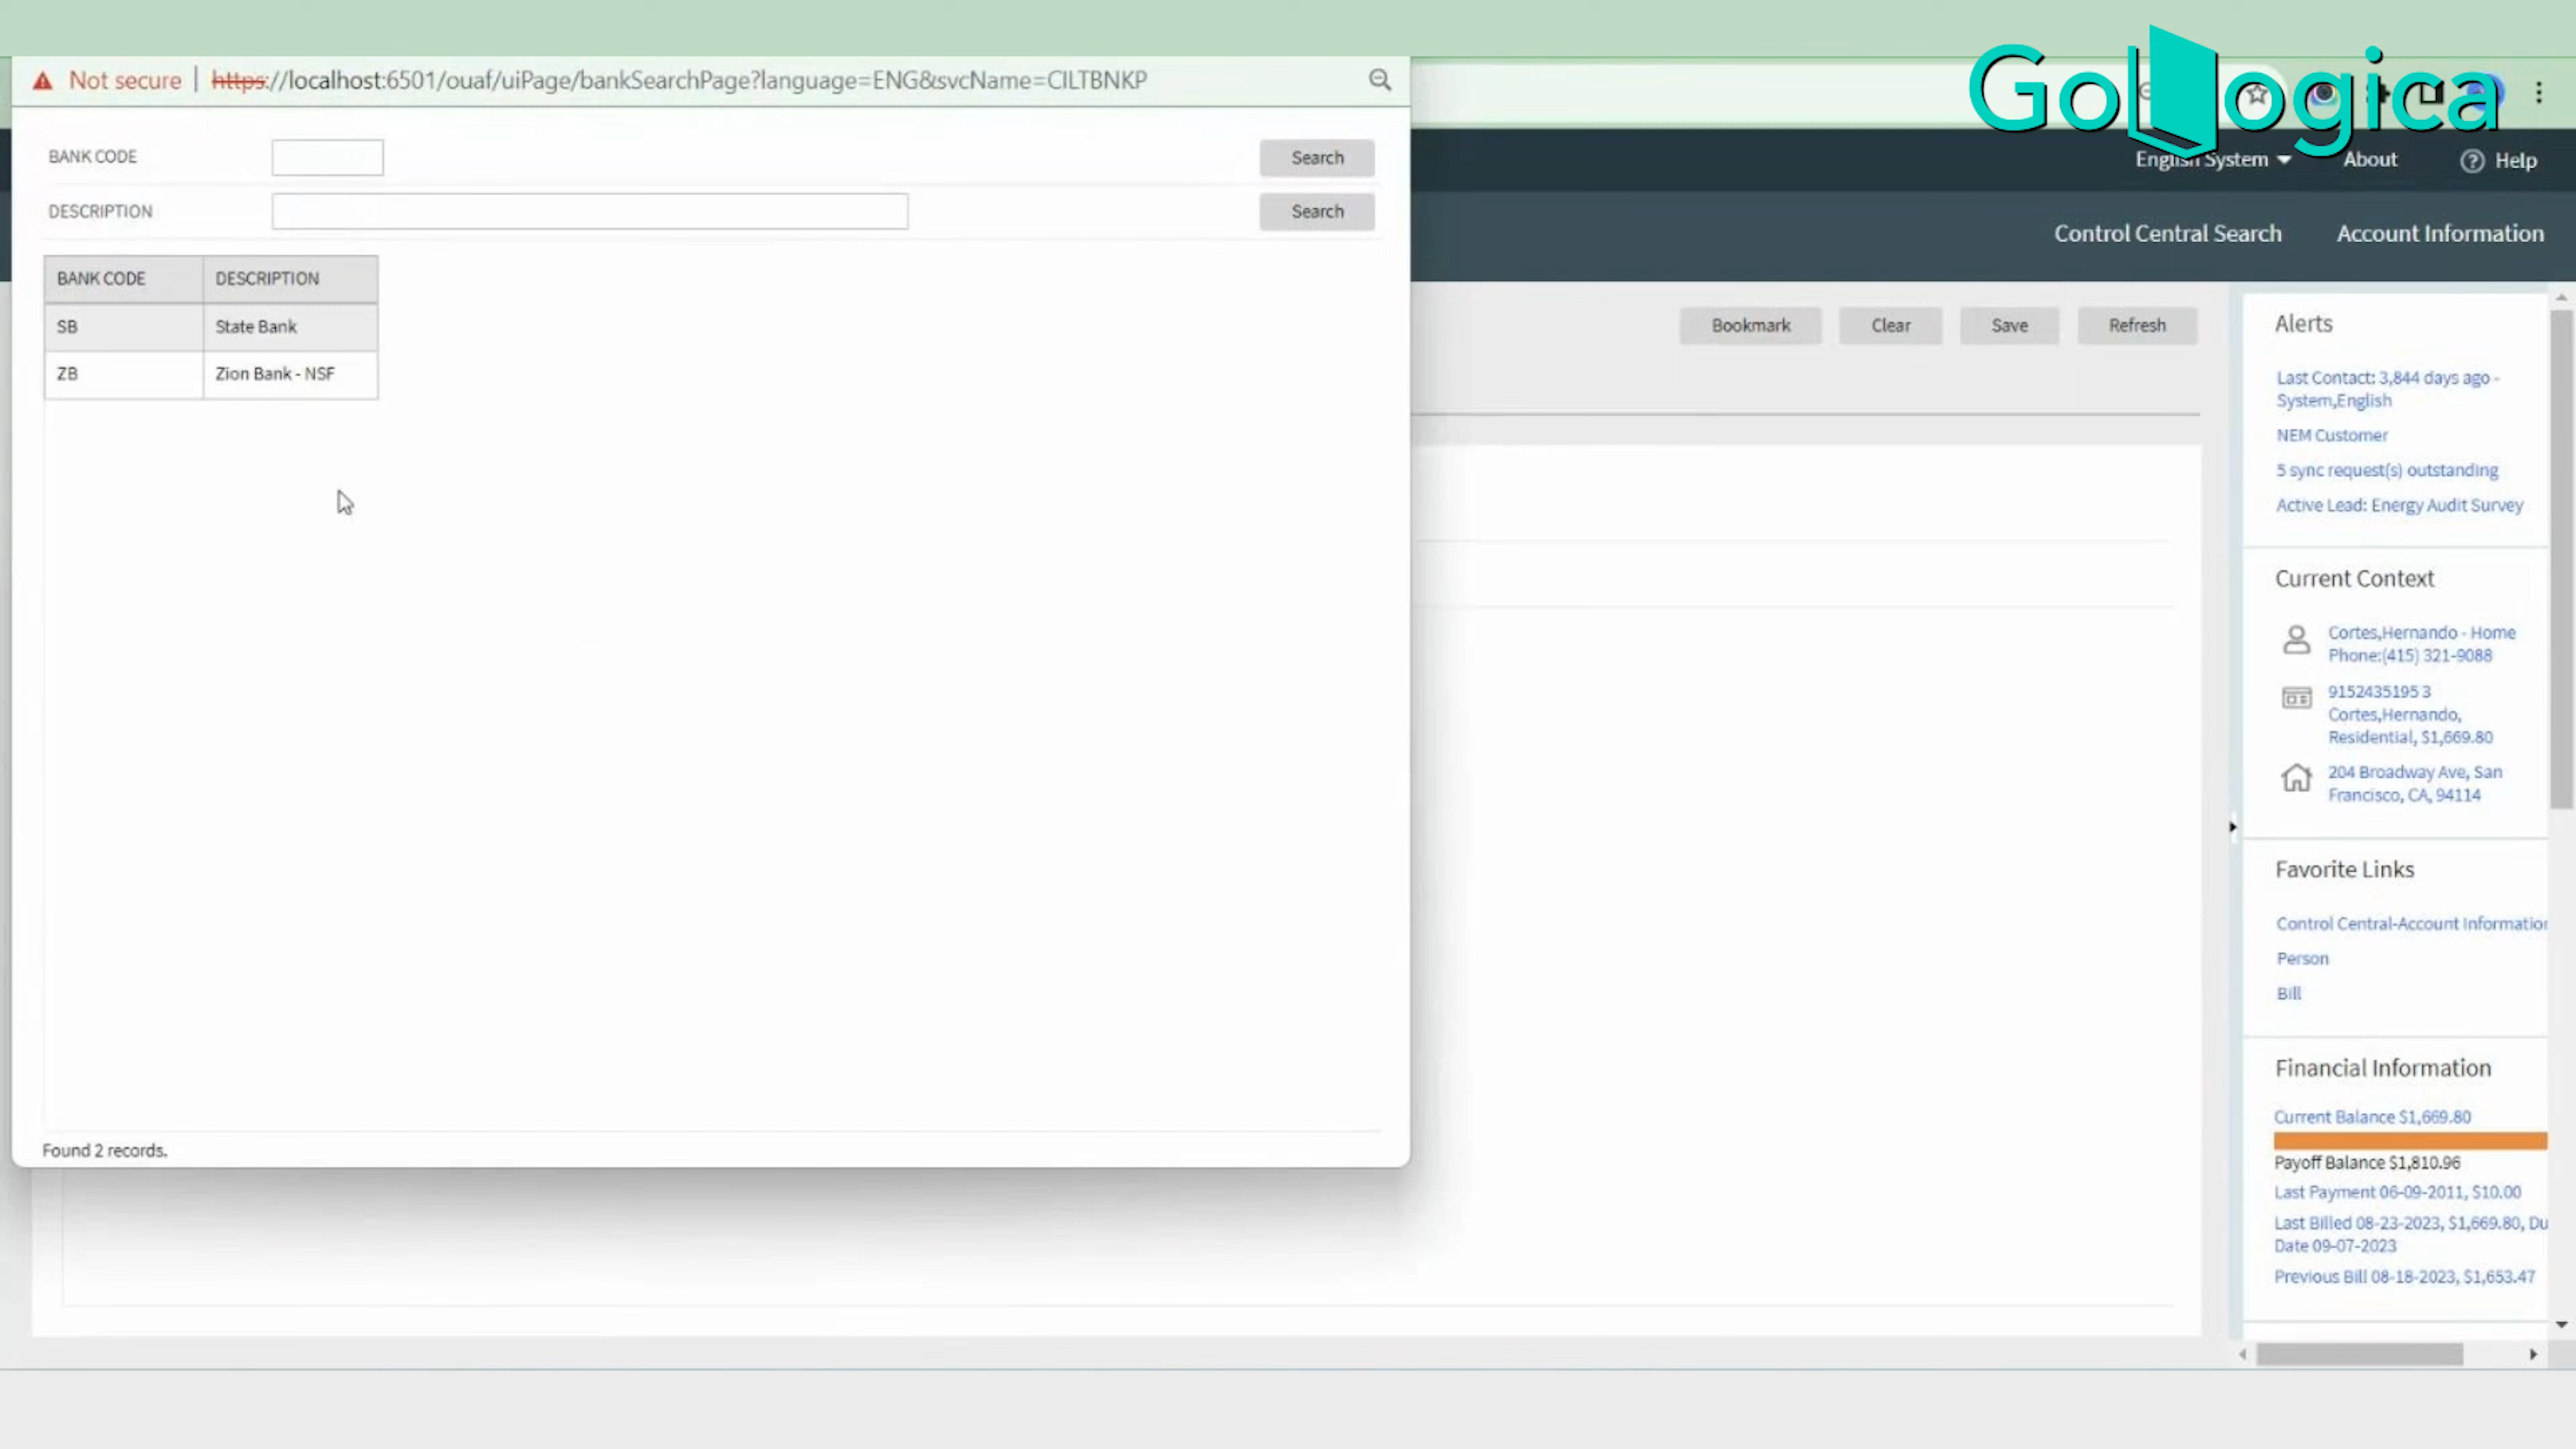 GoLogica
Not secure https://localhost:6501/ouaf/uiPage/bankSearchPage?language=ENG&svcName=CILTBNKP
BANK CODE Search
DESCRIPTION Search
BANK CODE DESCRIPTION
SB State Bank
ZB Zion Bank - NSF
Found 2 records.
English System About Help
Control Central Search Account Information
Bookmark Clear Save Refresh
Alerts
Last Contact: 3,844 days ago -
System,English
NEM Customer
5 sync request(s) outstanding
Active Lead: Energy Audit Survey
Current Context
Cortes,Hernando - Home
Phone:(415) 321-9088
9152435195 3
Cortes,Hernando,
Residential, $1,669.80
204 Broadway Ave, San
Francisco, CA, 94114
Favorite Links
Control Central-Account Information
Person
Bill
Financial Information
Current Balance $1,669.80
Payoff Balance $1,810.96
Last Payment 06-09-2011, $10.00
Last Billed 08-23-2023, $1,669.80, Du
Date 09-07-2023
Previous Bill 08-18-2023, $1,653.47